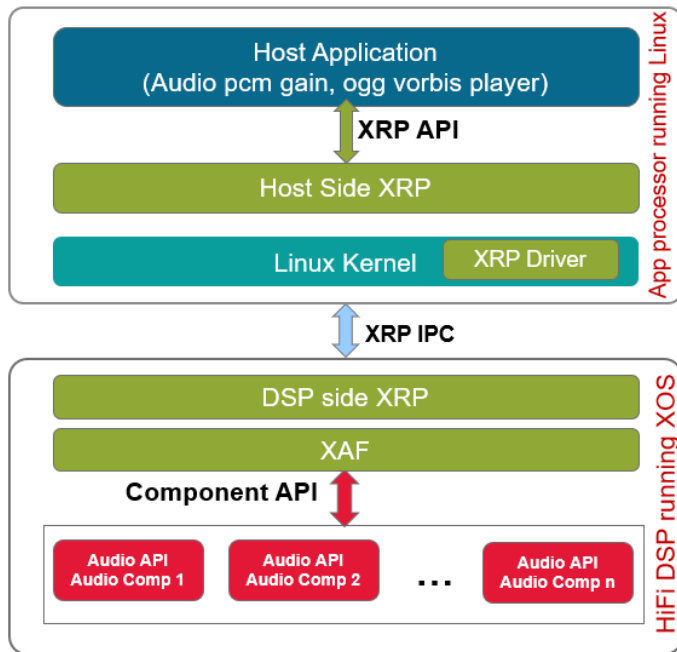 Host Application
(Audio pcm gain, ogg vorbis player)
XRP API
Host Side XRP
Linux Kernel
XRP Driver
App processor running Linux
XRP IPC
DSP side XRP
XAF
Component API
Audio API
Audio Comp 1
Audio API
Audio Comp 2
...
Audio API
Audio Comp n
HiFi DSP running XOS